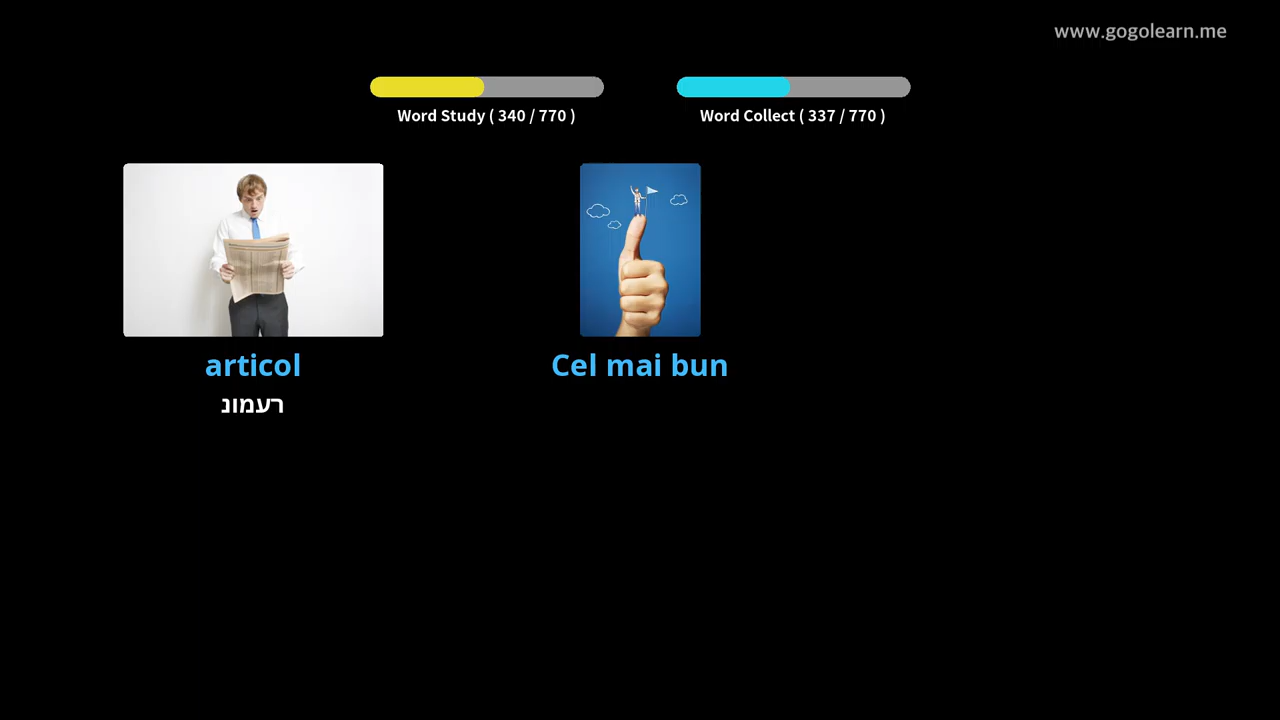 www.gogolearn.me
Word Study ( 340 / 770 )
Word Collect ( 337 / 770 )
articol
רעמונ
Cel mai bun